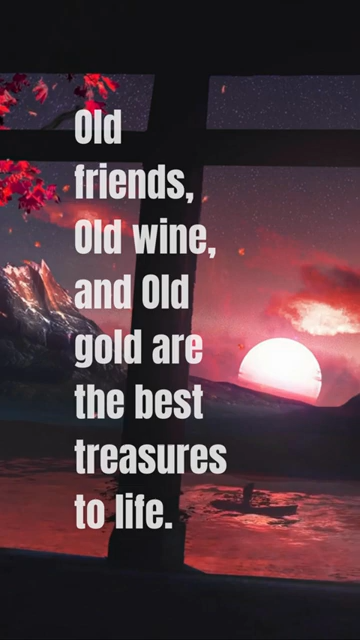 Old
friends,
Old wine,
and Old
gold are
the best
treasures
to life.